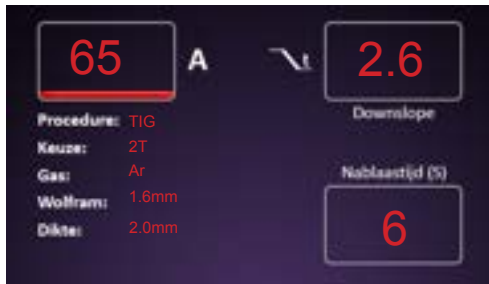 65 A
2.6
Downslope
Procedure: TIG
Keuze: 2T
Gas: Ar
Wolfram: 1.6mm
Dikte: 2.0mm
Nablaastijd (S)
6